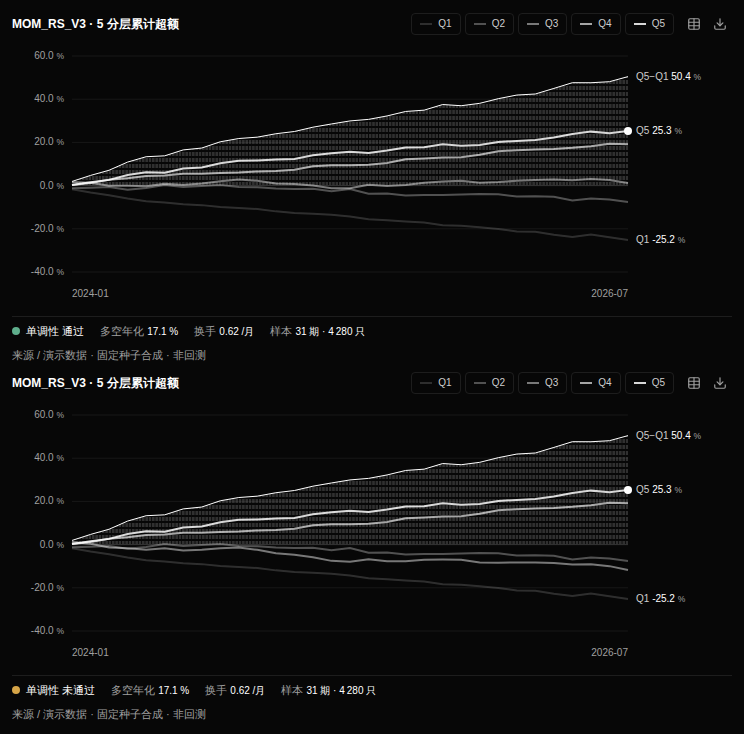 MOM_RS_V3 · 5 分层累计超额
Q1 Q2 Q3 Q4 Q5
60.0 %
Q5−Q1 50.4 %
40.0 %
Q5 25.3 %
20.0 %
0.0 %
-20.0 %
Q1 -25.2 %
-40.0 %
2024-01 2026-07
单调性 通过 多空年化 17.1 % 换手 0.62 /月 样本 31 期 · 4 280 只
来源 / 演示数据 · 固定种子合成 · 非回测
MOM_RS_V3 · 5 分层累计超额
Q1 Q2 Q3 Q4 Q5
60.0 %
Q5−Q1 50.4 %
40.0 %
Q5 25.3 %
20.0 %
0.0 %
-20.0 %
Q1 -25.2 %
-40.0 %
2024-01 2026-07
单调性 未通过 多空年化 17.1 % 换手 0.62 /月 样本 31 期 · 4 280 只
来源 / 演示数据 · 固定种子合成 · 非回测